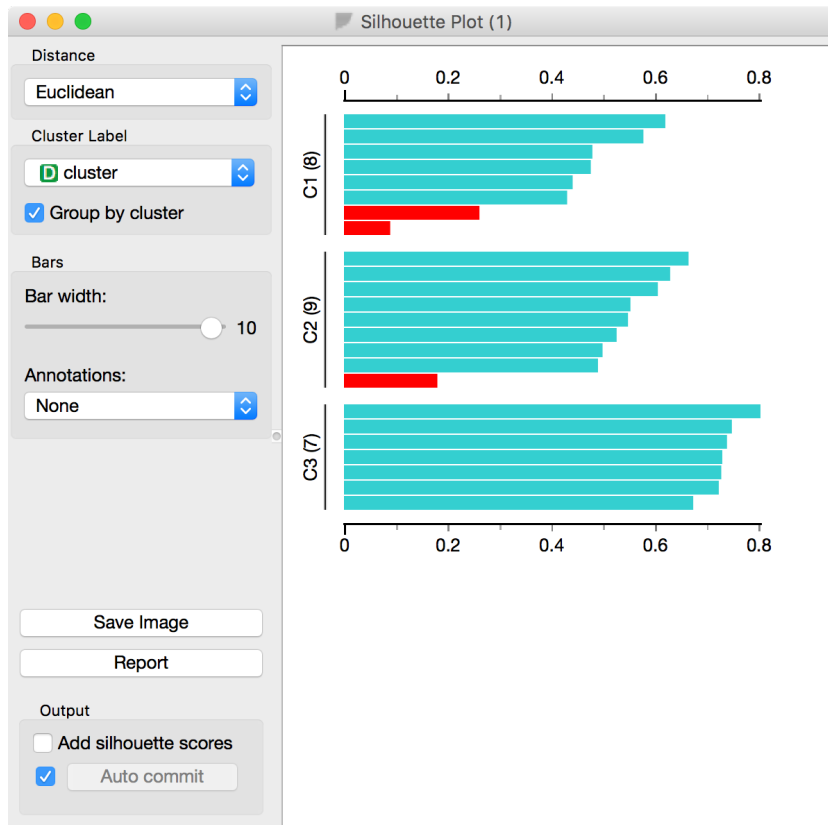 Silhouette Plot (1)
Distance
Euclidean
Cluster Label
D cluster
Group by cluster
Bars
Bar width:
10
Annotations:
None
Save Image
Report
Output
Add silhouette scores
Auto commit
0 0.2 0.4 0.6 0.8
C1 (8)
C2 (9)
C3 (7)
0 0.2 0.4 0.6 0.8